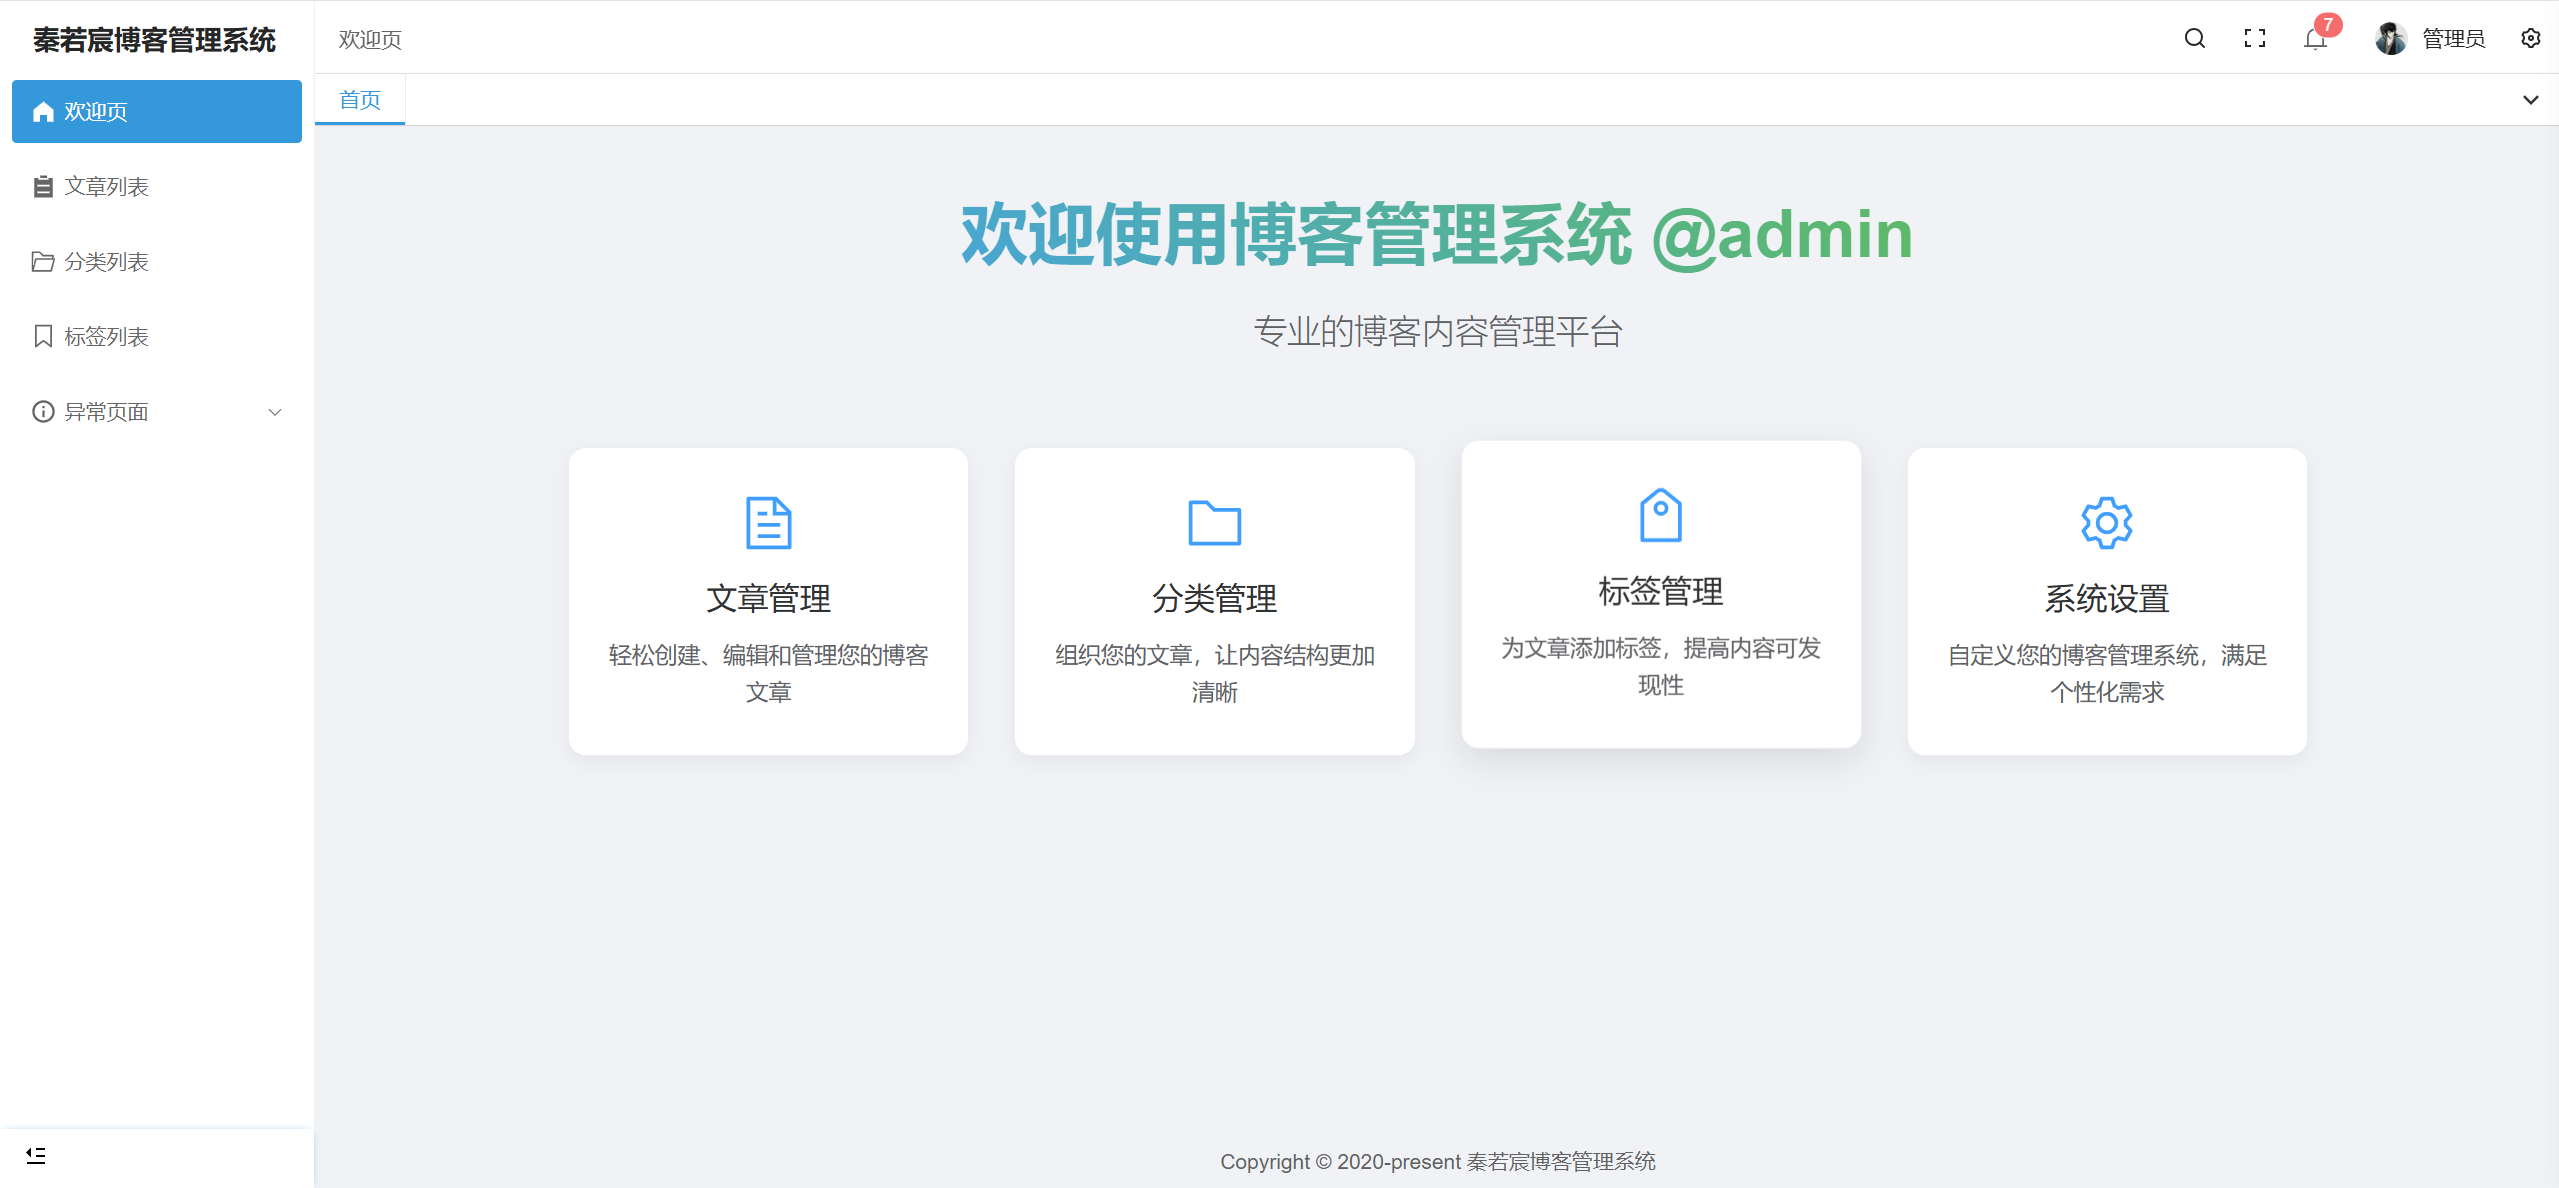 秦若宸博客管理系统
欢迎页
文章列表
分类列表
标签列表
异常页面
欢迎页
7
管理员
首页
欢迎使用博客管理系统 @admin
专业的博客内容管理平台
文章管理
轻松创建、编辑和管理您的博客
文章
分类管理
组织您的文章，让内容结构更加
清晰
标签管理
为文章添加标签，提高内容可发
现性
系统设置
自定义您的博客管理系统，满足
个性化需求
Copyright © 2020-present 秦若宸博客管理系统